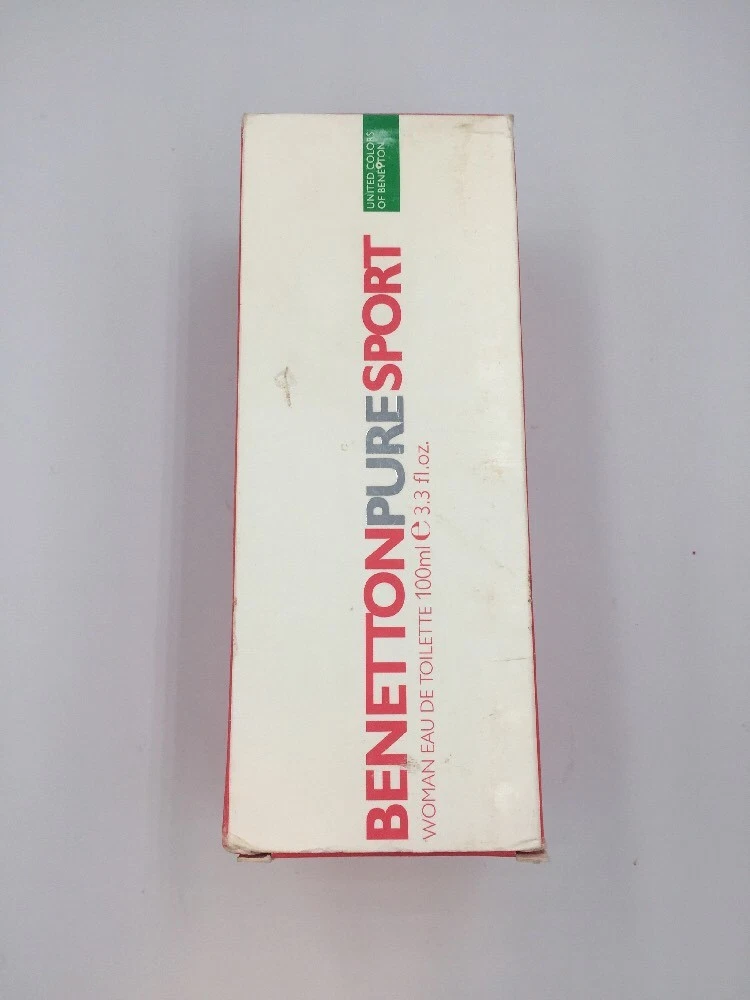 UNITED COLORS
OF BENETTON
BENETTONPURESPORT
WOMAN EAU DE TOILETTE 100ml ℮ 3.3 fl.oz.